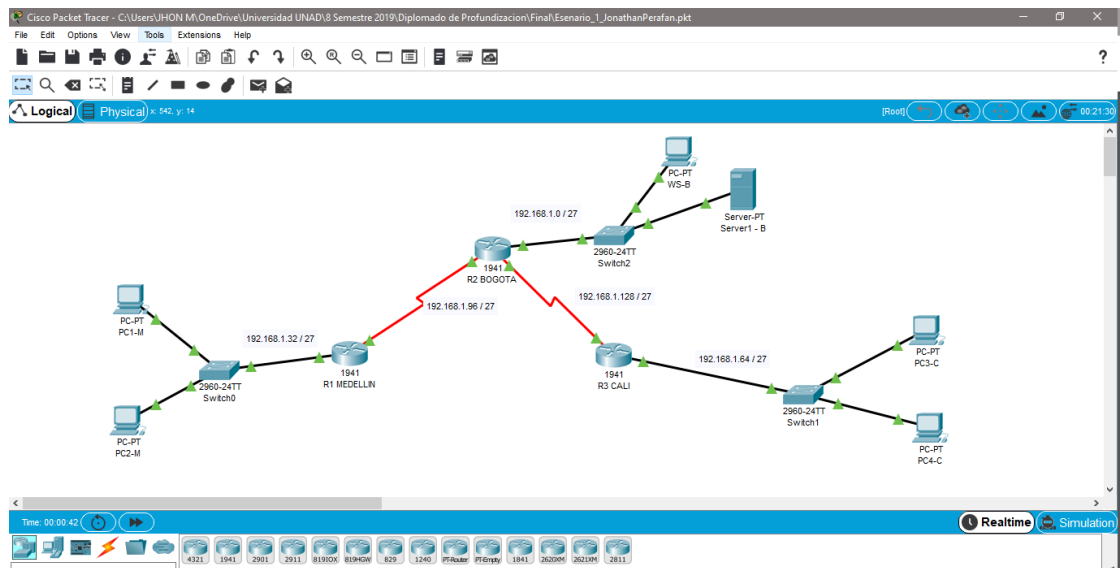 Cisco Packet Tracer - C:\Users\JHON M\OneDrive\Universidad UNAD\8 Semestre 2019\Diplomado de Profundizacion\Final\Esenario_1_JonathanPerafan.pkt
File Edit Options View Tools Extensions Help
?
Logical Physical x: 542, y: 14 [Root] 00:21:30
PC-PT
WS-B
Server-PT
Server1 - B
192.168.1.0 / 27
2960-24TT
Switch2
1941
R2 BOGOTA
192.168.1.96 / 27
192.168.1.128 / 27
PC-PT
PC1-M
192.168.1.32 / 27
1941
R1 MEDELLIN
2960-24TT
Switch0
PC-PT
PC2-M
1941
R3 CALI
192.168.1.64 / 27
PC-PT
PC3-C
2960-24TT
Switch1
PC-PT
PC4-C
Time: 00:00:42 Realtime Simulation
4321 1941 2901 2911 819IOX 819HGW 829 1240 PT-Router PT-Empty 1841 2620XM 2621XM 2811